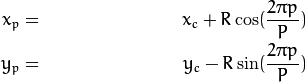 x_p = x_c + R cos(2πp/P)
y_p = y_c − R sin(2πp/P)